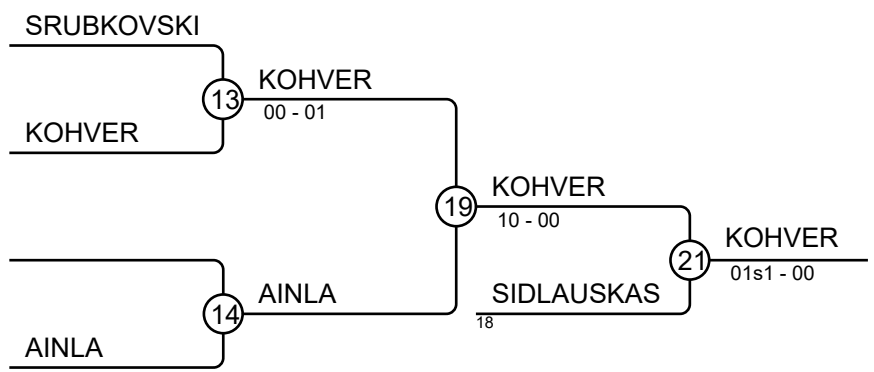 SRUBKOVSKI
13
KOHVER
00 - 01
KOHVER
19
KOHVER
10 - 00
21
KOHVER
01s1 - 00
14
AINLA
AINLA
SIDLAUSKAS
18